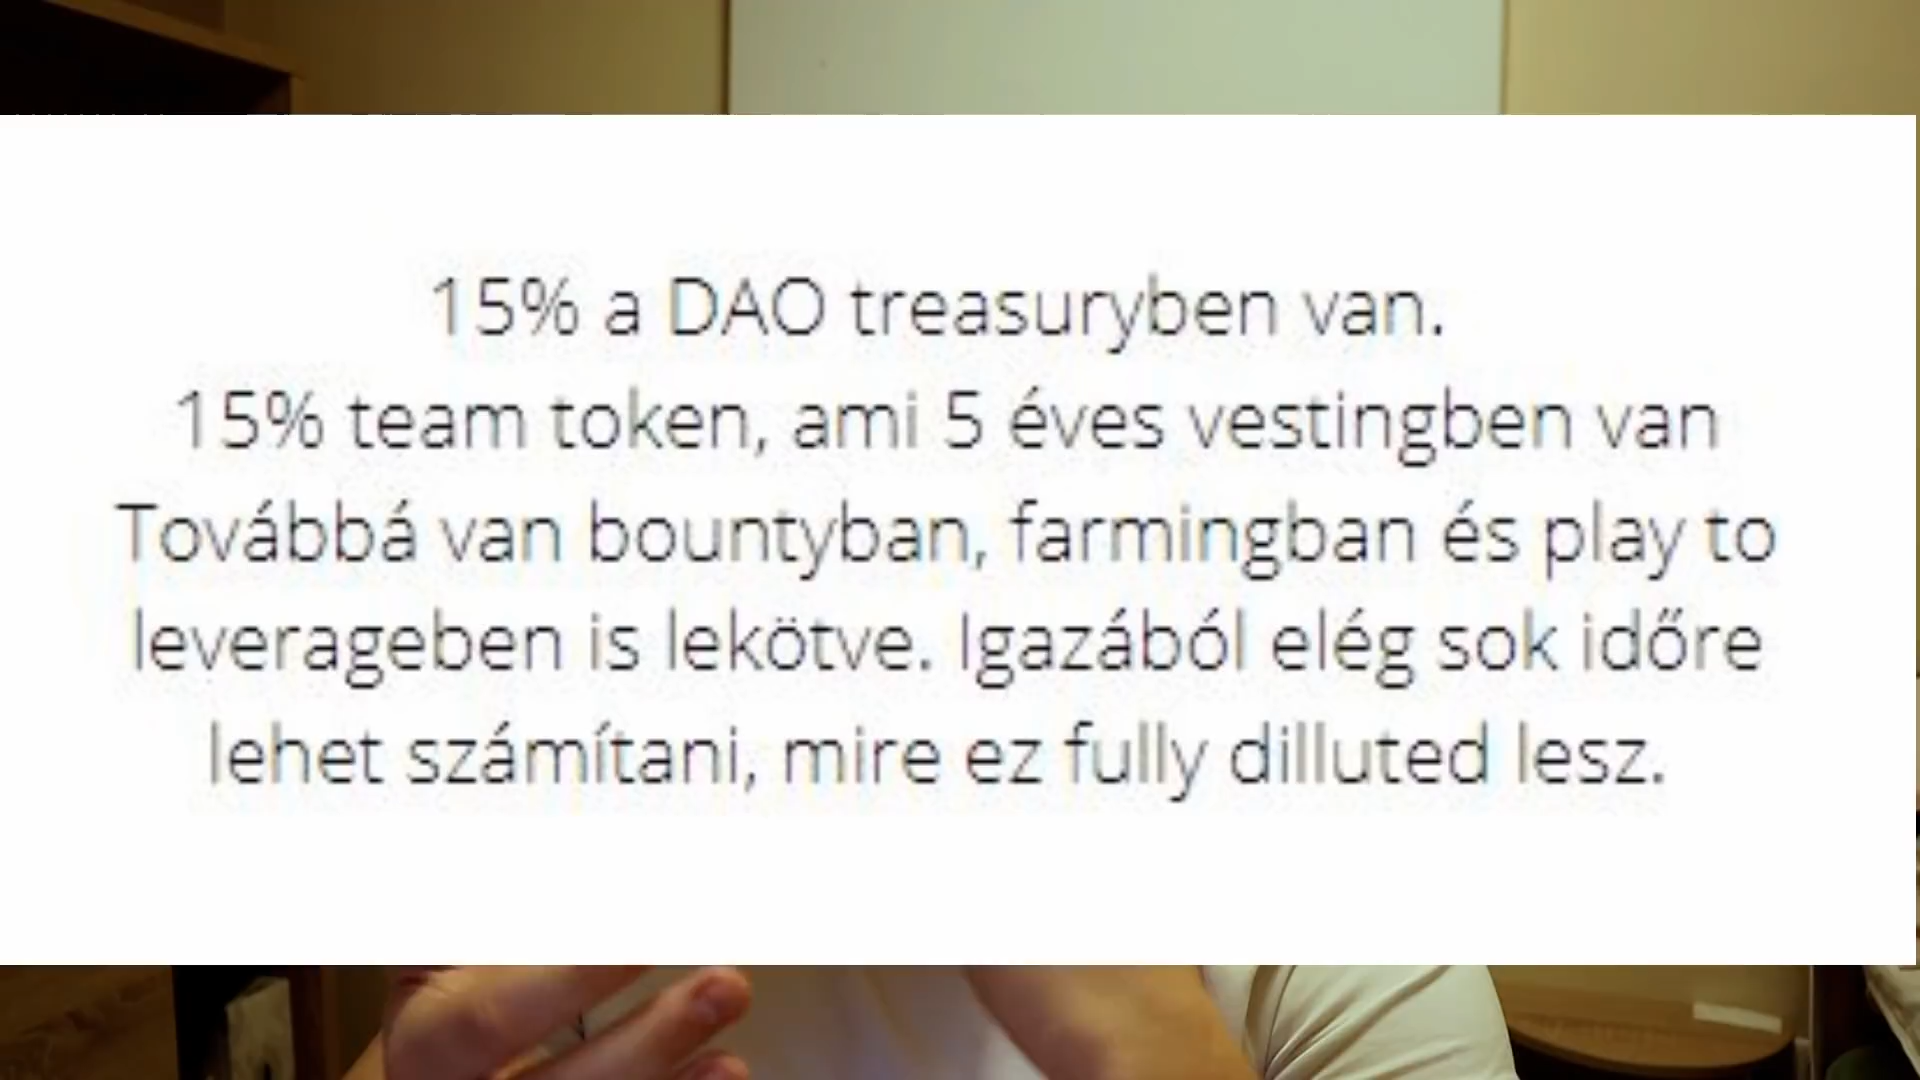 15% a DAO treasuryben van.
15% team token, ami 5 éves vestingben van
Továbbá van bountyban, farmingban és play to
leverageben is lekötve. Igazából elég sok időre
lehet számítani, mire ez fully dilluted lesz.